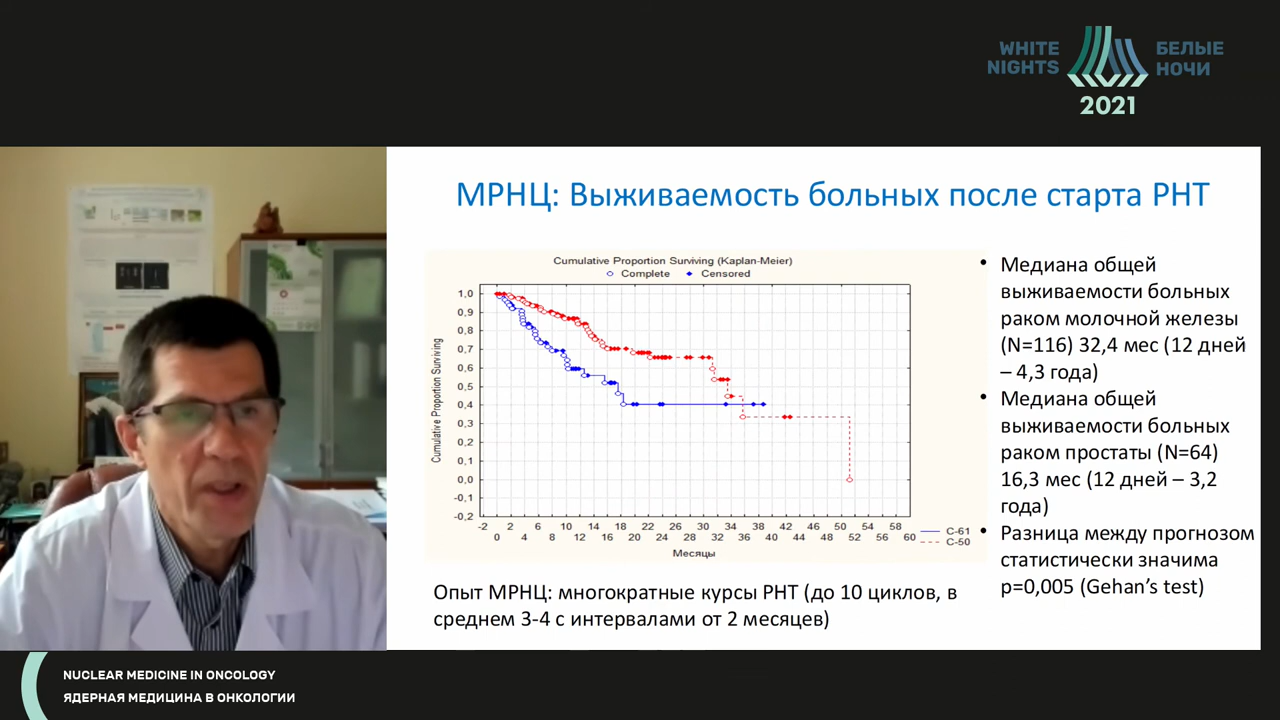 WHITE
NIGHTS
БЕЛЫЕ
НОЧИ
2021
МРНЦ: Выживаемость больных после старта РНТ
Cumulative Proportion Surviving (Kaplan-Meier)
Complete Censored
Cumulative Proportion Surviving
1,0
0,9
0,8
0,7
0,6
0,5
0,4
0,3
0,2
0,1
0,0
-0,1
-0,2
-2 2 6 10 14 18 22 26 30 34 38 42 46 50 54 58
0 4 8 12 16 20 24 28 32 36 40 44 48 52 56 60
Месяцы
C-61
C-50
• Медиана общей
выживаемости больных
раком молочной железы
(N=116) 32,4 мес (12 дней
– 4,3 года)
• Медиана общей
выживаемости больных
раком простаты (N=64)
16,3 мес (12 дней – 3,2
года)
• Разница между прогнозом
статистически значима
p=0,005 (Gehan’s test)
Опыт МРНЦ: многократные курсы РНТ (до 10 циклов, в
среднем 3-4 с интервалами от 2 месяцев)
NUCLEAR MEDICINE IN ONCOLOGY
ЯДЕРНАЯ МЕДИЦИНА В ОНКОЛОГИИ